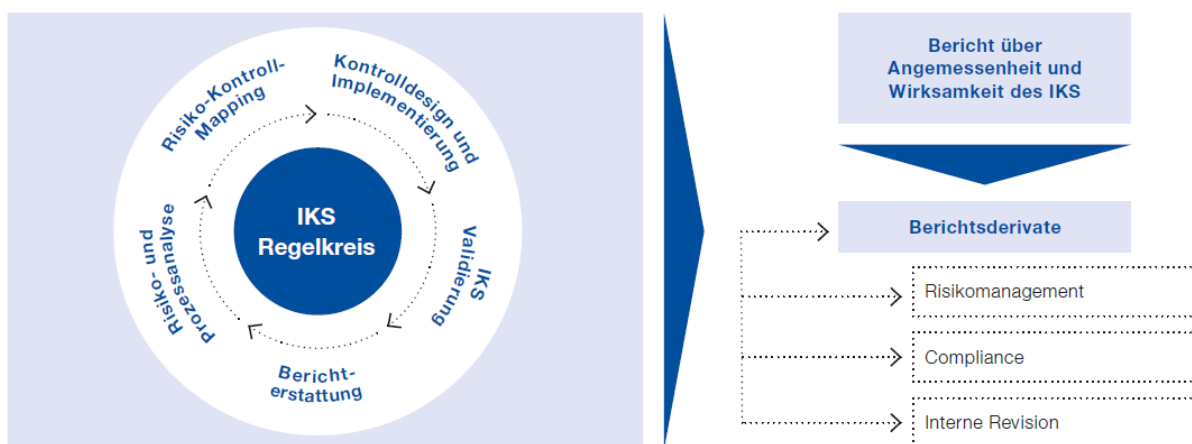 Risiko-Kontroll-
Mapping
Kontrolldesign und
Implementierung
IKS
Validierung
Bericht-
erstattung
Risiko- und
Prozessanalyse
IKS
Regelkreis
Bericht über
Angemessenheit und
Wirksamkeit des IKS
Berichtsderivate
Risikomanagement
Compliance
Interne Revision